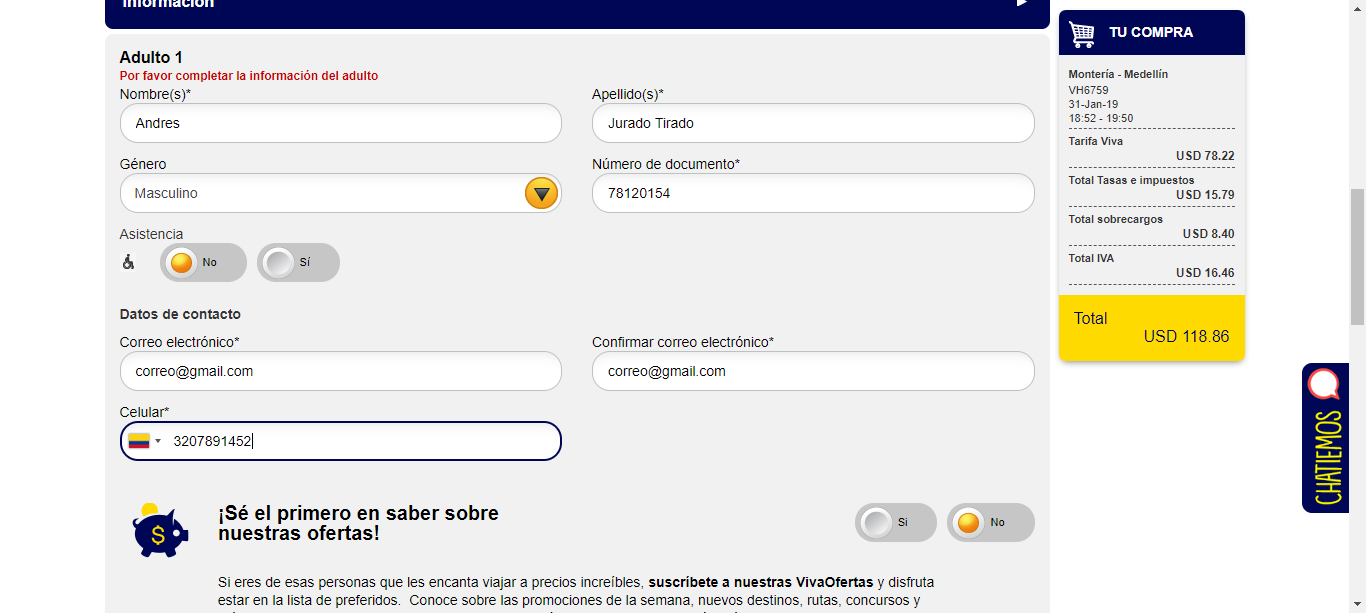 Información
Adulto 1
Por favor completar la información del adulto
Nombre(s)*
Apellido(s)*
Andres
Jurado Tirado
Género
Número de documento*
Masculino
78120154
Asistencia
No
Sí
Datos de contacto
Correo electrónico*
Confirmar correo electrónico*
correo@gmail.com
correo@gmail.com
Celular*
3207891452
¡Sé el primero en saber sobre
nuestras ofertas!
Si
No
Si eres de esas personas que les encanta viajar a precios increíbles, suscríbete a nuestras VivaOfertas y disfruta
estar en la lista de preferidos. Conoce sobre las promociones de la semana, nuevos destinos, rutas, concursos y
TU COMPRA
Montería - Medellín
VH6759
31-Jan-19
18:52 - 19:50
Tarifa Viva
USD 78.22
Total Tasas e impuestos
USD 15.79
Total sobrecargos
USD 8.40
Total IVA
USD 16.46
Total
USD 118.86
CHATIEMOS